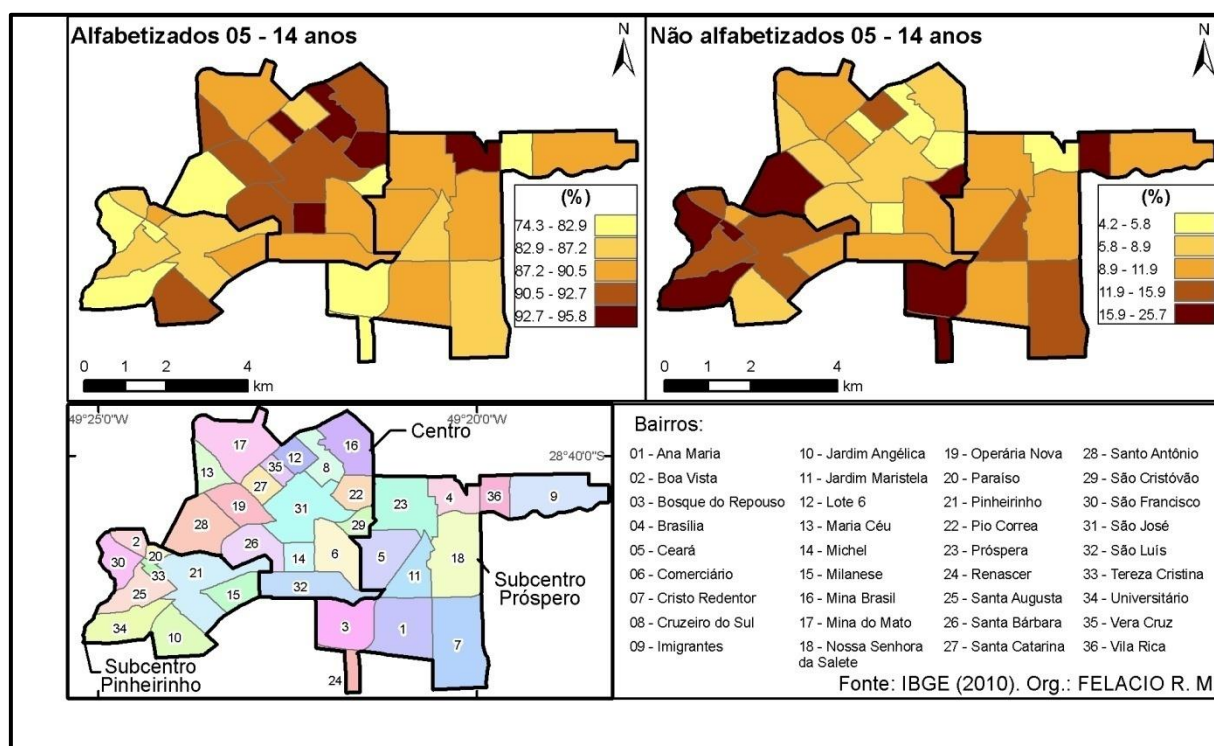 Alfabetizados 05 - 14 anos
N
(%)
74.3 - 82.9
82.9 - 87.2
87.2 - 90.5
90.5 - 92.7
92.7 - 95.8
0 1 2 4
km
Não alfabetizados 05 - 14 anos
N
(%)
4.2 - 5.8
5.8 - 8.9
8.9 - 11.9
11.9 - 15.9
15.9 - 25.7
0 1 2 4
km
49°25'0"W
49°20'0"W
28°40'0"S
Centro
Subcentro
Próspero
Subcentro
Pinheirinho
17
12
16
35
8
13
27
22
23
4
36
9
19
31
28
29
2
26
20
30
14
6
5
18
33
21
11
25
15
32
34
10
3
1
7
24
Bairros:
01 - Ana Maria
02 - Boa Vista
03 - Bosque do Repouso
04 - Brasília
05 - Ceará
06 - Comerciário
07 - Cristo Redentor
08 - Cruzeiro do Sul
09 - Imigrantes
10 - Jardim Angélica
11 - Jardim Maristela
12 - Lote 6
13 - Maria Céu
14 - Michel
15 - Milanese
16 - Mina Brasil
17 - Mina do Mato
18 - Nossa Senhora
da Salete
19 - Operária Nova
20 - Paraíso
21 - Pinheirinho
22 - Pio Correa
23 - Próspera
24 - Renascer
25 - Santa Augusta
26 - Santa Bárbara
27 - Santa Catarina
28 - Santo Antônio
29 - São Cristóvão
30 - São Francisco
31 - São José
32 - São Luís
33 - Tereza Cristina
34 - Universitário
35 - Vera Cruz
36 - Vila Rica
Fonte: IBGE (2010). Org.: FELACIO R. M